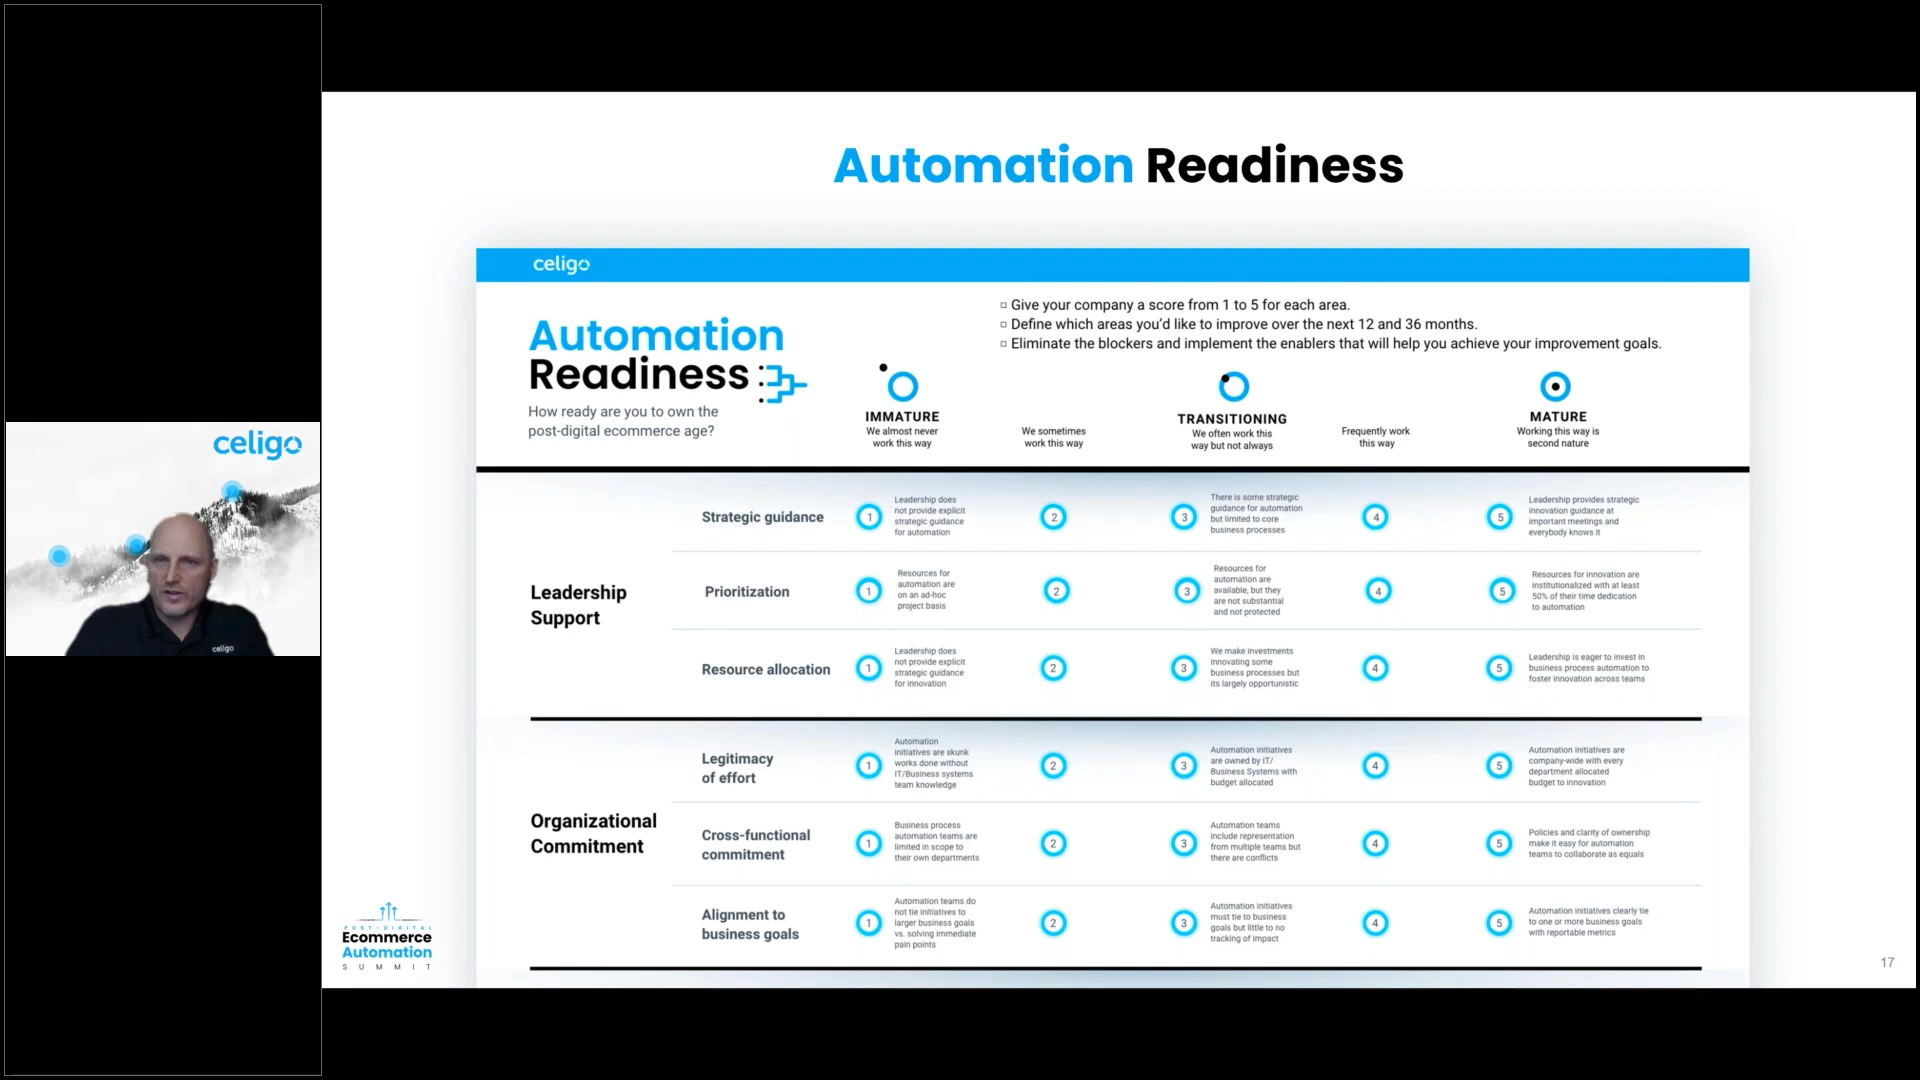 Automation Readiness
celigo
Automation
Readiness
How ready are you to own the
post-digital ecommerce age?
Give your company a score from 1 to 5 for each area.
Define which areas you’d like to improve over the next 12 and 36 months.
Eliminate the blockers and implement the enablers that will help you achieve your improvement goals.
IMMATURE
We almost never
work this way
We sometimes
work this way
TRANSITIONING
We often work this
way but not always
Frequently work
this way
MATURE
Working this way is
second nature
Leadership
Support
Strategic guidance
1
Leadership does
not provide explicit
strategic guidance
for automation
2
3
There is some strategic
guidance for automation
but limited to core
business processes
4
5
Leadership provides strategic
innovation guidance at
important meetings and
everybody knows it
Prioritization
1
Resources for
automation are
on an ad-hoc
project basis
2
3
Resources for
automation are
available, but they
are not substantial
and not protected
4
5
Resources for innovation are
institutionalized with at least
50% of their time dedication
to automation
Resource allocation
1
Leadership does
not provide explicit
strategic guidance
for innovation
2
3
We make investments
innovating some
business processes but
its largely opportunistic
4
5
Leadership is eager to invest in
business process automation to
foster innovation across teams
Organizational
Commitment
Legitimacy
of effort
1
Automation
initiatives are skunk
works done without
IT/Business systems
team knowledge
2
3
Automation initiatives
are owned by IT/
Business Systems with
budget allocated
4
5
Automation initiatives are
company-wide with every
department allocated
budget to innovation
Cross-functional
commitment
1
Business process
automation teams are
limited in scope to
their own departments
2
3
Automation teams
include representation
from multiple teams but
there are conflicts
4
5
Policies and clarity of ownership
make it easy for automation
teams to collaborate as equals
Alignment to
business goals
1
Automation teams do
not tie initiatives to
larger business goals
vs. solving immediate
pain points
2
3
Automation initiatives
must tie to business
goals but little to no
tracking of impact
4
5
Automation initiatives clearly tie
to one or more business goals
with reportable metrics
celigo
celigo
POST-DIGITAL
Ecommerce
Automation
SUMMIT
17